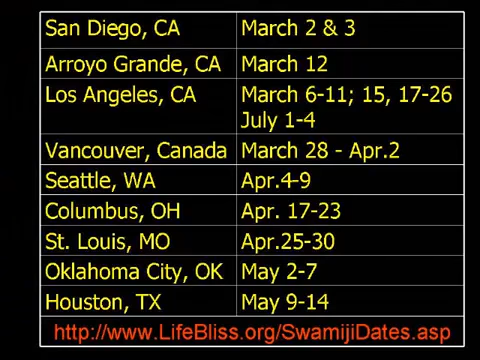 San Diego, CA March 2 & 3
Arroyo Grande, CA March 12
Los Angeles, CA March 6-11; 15, 17-26
July 1-4
Vancouver, Canada March 28 - Apr.2
Seattle, WA Apr.4-9
Columbus, OH Apr. 17-23
St. Louis, MO Apr.25-30
Oklahoma City, OK May 2-7
Houston, TX May 9-14
http://www.LifeBliss.org/SwamijiDates.asp